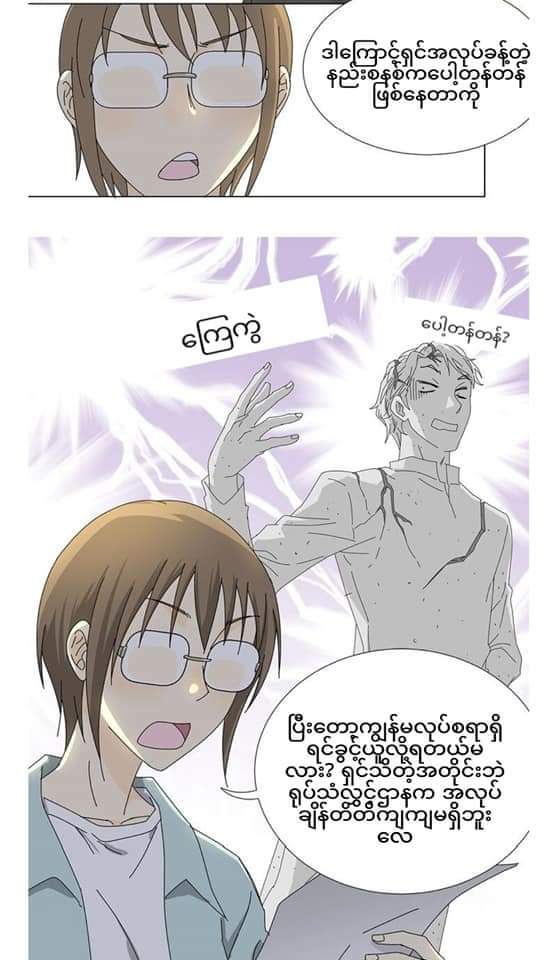 ဒါကြောင့်ရှင်အလုပ်ခန့်တဲ့
နည်းစနစ်ကပေါ့တန်တန်
ဖြစ်နေတာကို
ကြေကွဲ
ပေါ့တန်တန်?
ပြီးတော့ကျွန်မလုပ်စရာရှိ
ရင်ခွင့်ယူလို့ရတယ်မ
လား? ရှင်သိတဲ့အတိုင်းဘဲ
ရုပ်သံလွှင့်ဌာနက အလုပ်
ချိန်တိတိကျကျမရှိဘူး
လေ